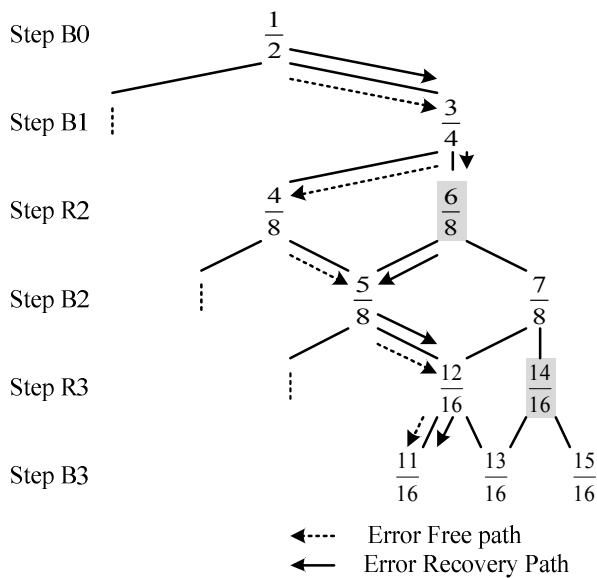 Step B0 1/2
Step B1 3/4
Step R2 4/8 6/8
Step B2 5/8 7/8
Step R3 12/16 14/16
Step B3 11/16 13/16 15/16
Error Free path
Error Recovery Path